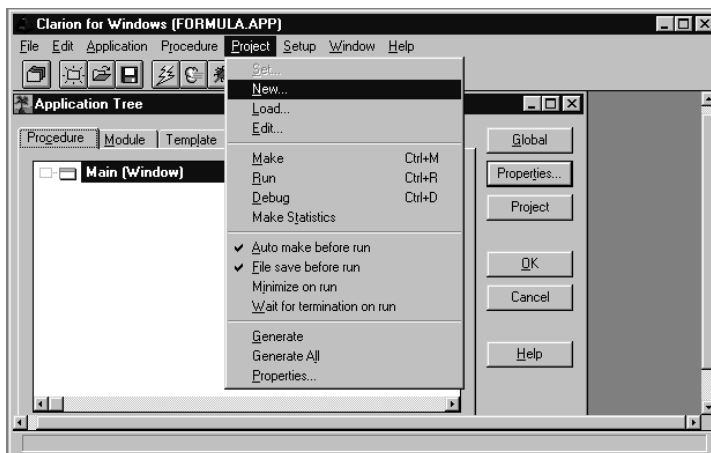 Clarion for Windows (FORMULA.APP)
File Edit Application Procedure Project Setup Window Help
Application Tree
Procedure Module Template
Main (Window)
Set...
New...
Load...
Edit...
Make Ctrl+M
Run Ctrl+R
Debug Ctrl+D
Make Statistics
Auto make before run
File save before run
Minimize on run
Wait for termination on run
Generate
Generate All
Properties...
Global
Properties...
Project
OK
Cancel
Help